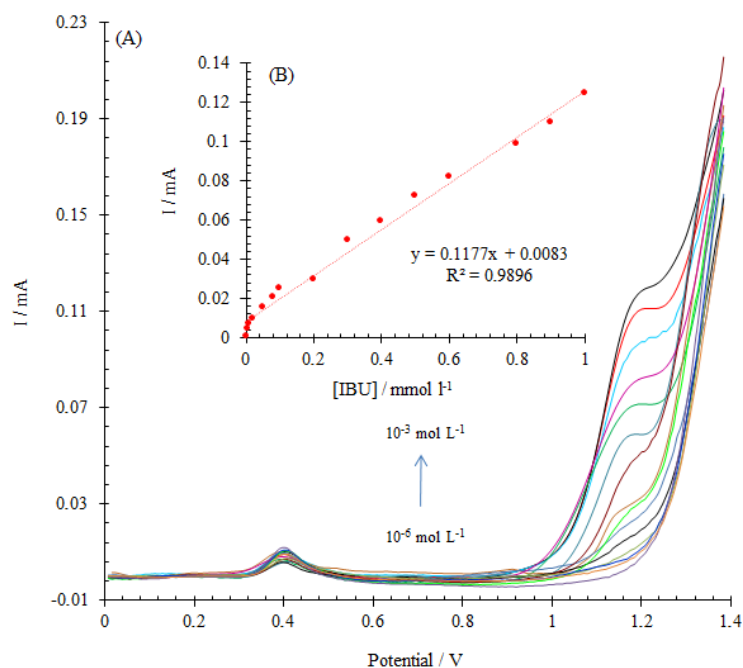 0.23
(A)
0.19
0.15
0.11
0.07
0.03
-0.01
I / mA
0
0.2
0.4
0.6
0.8
1
1.2
1.4
Potential / V
(B)
0.14
0.12
0.1
0.08
0.06
0.04
0.02
0
I / mA
y = 0.1177x + 0.0083
R² = 0.9896
0
0.2
0.4
0.6
0.8
1
[IBU] / mmol l⁻¹
10⁻³ mol L⁻¹
10⁻⁶ mol L⁻¹